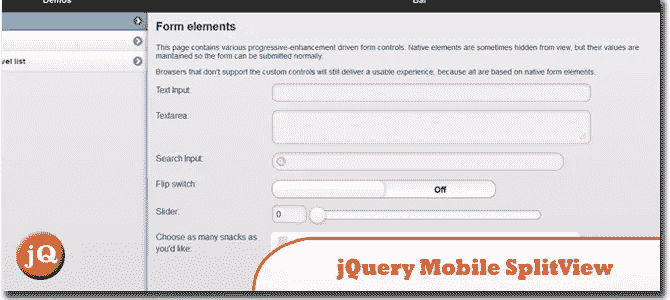 Demos
Bar
Form elements
This page contains various progressive-enhancement driven form controls. Native elements are sometimes hidden from view, but their values are
maintained so the form can be submitted normally.
Browsers that don't support the custom controls will still deliver a usable experience, because all are based on native form elements.
vel list
Text Input:
Textarea:
Search Input:
Flip switch:
Off
Slider:
0
Choose as many snacks as
you'd like:
jQ
jQuery Mobile SplitView